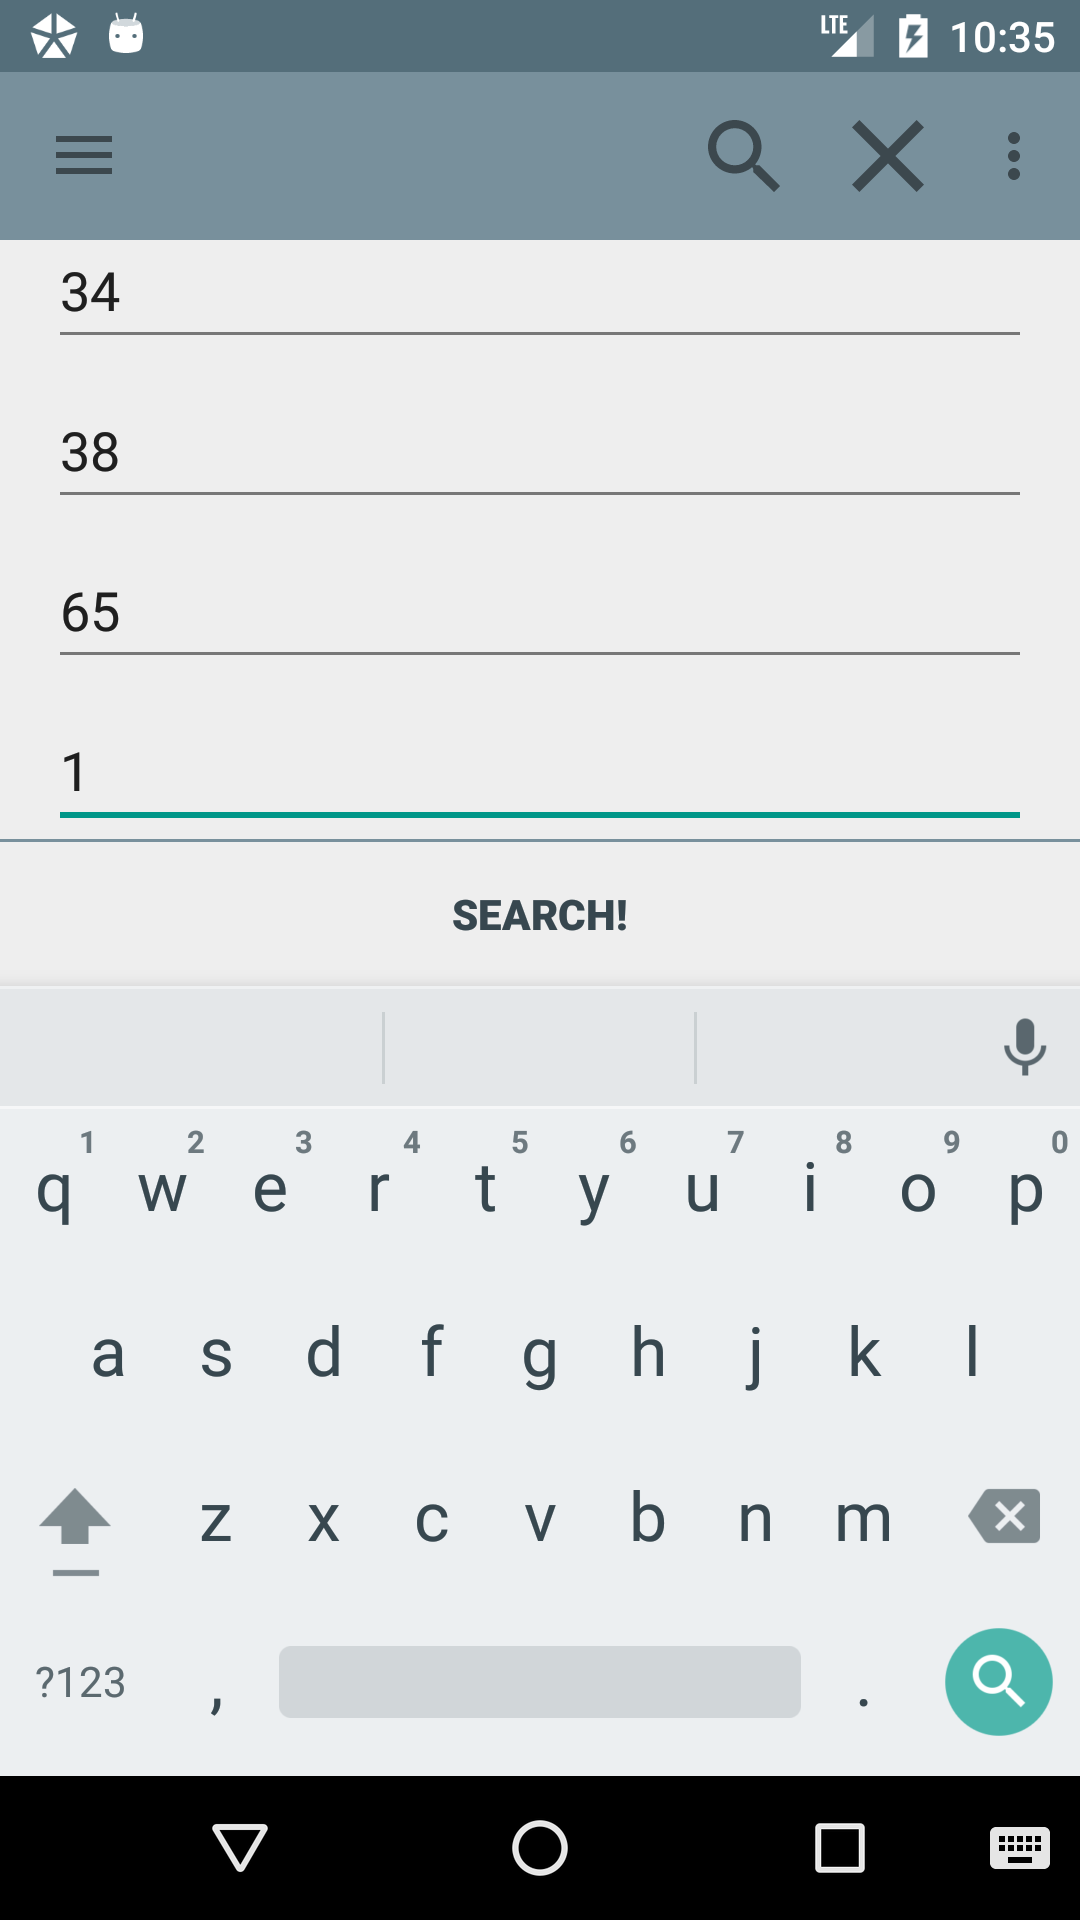 LTE 10:35
34
38
65
1
SEARCH!
1 2 3 4 5 6 7 8 9 0
q w e r t y u i o p
a s d f g h j k l
z x c v b n m
?123 , .